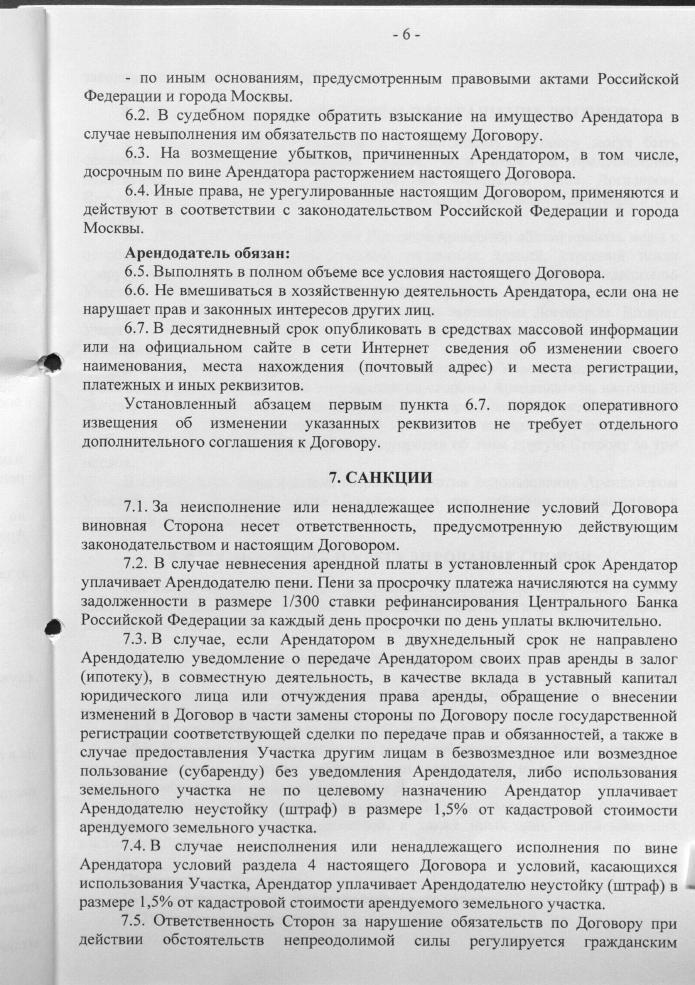 - 6 -
- по иным основаниям, предусмотренным правовыми актами Российской
Федерации и города Москвы.
6.2. В судебном порядке обратить взыскание на имущество Арендатора в
случае невыполнения им обязательств по настоящему Договору.
6.3. На возмещение убытков, причиненных Арендатором, в том числе,
досрочным по вине Арендатора расторжением настоящего Договора.
6.4. Иные права, не урегулированные настоящим Договором, применяются и
действуют в соответствии с законодательством Российской Федерации и города
Москвы.
Арендодатель обязан:
6.5. Выполнять в полном объеме все условия настоящего Договора.
6.6. Не вмешиваться в хозяйственную деятельность Арендатора, если она не
нарушает прав и законных интересов других лиц.
6.7. В десятидневный срок опубликовать в средствах массовой информации
или на официальном сайте в сети Интернет сведения об изменении своего
наименования, места нахождения (почтовый адрес) и места регистрации,
платежных и иных реквизитов.
Установленный абзацем первым пункта 6.7. порядок оперативного
извещения об изменении указанных реквизитов не требует отдельного
дополнительного соглашения к Договору.
7. САНКЦИИ
7.1. За неисполнение или ненадлежащее исполнение условий Договора
виновная Сторона несет ответственность, предусмотренную действующим
законодательством и настоящим Договором.
7.2. В случае невнесения арендной платы в установленный срок Арендатор
уплачивает Арендодателю пени. Пени за просрочку платежа начисляются на сумму
задолженности в размере 1/300 ставки рефинансирования Центрального Банка
Российской Федерации за каждый день просрочки по день уплаты включительно.
7.3. В случае, если Арендатором в двухнедельный срок не направлено
Арендодателю уведомление о передаче Арендатором своих прав аренды в залог
(ипотеку), в совместную деятельность, в качестве вклада в уставный капитал
юридического лица или отчуждения права аренды, обращение о внесении
изменений в Договор в части замены стороны по Договору после государственной
регистрации соответствующей сделки по передаче прав и обязанностей, а также в
случае предоставления Участка другим лицам в безвозмездное или возмездное
пользование (субаренду) без уведомления Арендодателя, либо использования
земельного участка не по целевому назначению Арендатор уплачивает
Арендодателю неустойку (штраф) в размере 1,5% от кадастровой стоимости
арендуемого земельного участка.
7.4. В случае неисполнения или ненадлежащего исполнения по вине
Арендатора условий раздела 4 настоящего Договора и условий, касающихся
использования Участка, Арендатор уплачивает Арендодателю неустойку (штраф) в
размере 1,5% от кадастровой стоимости арендуемого земельного участка.
7.5. Ответственность Сторон за нарушение обязательств по Договору при
действии обстоятельств непреодолимой силы регулируется гражданским